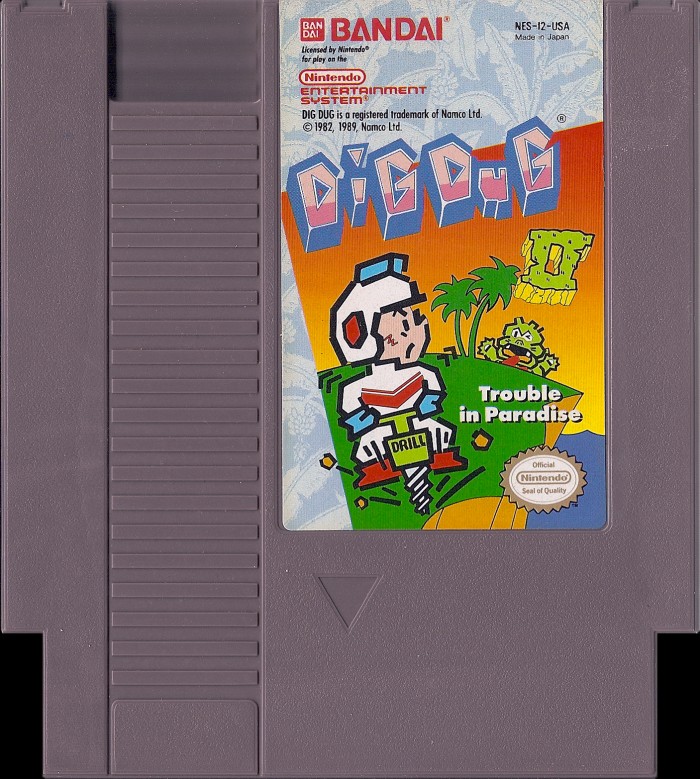 BAN
DAI
BANDAI®
NES-12-USA
Made in Japan
Licensed by Nintendo®
for play on the
Nintendo
ENTERTAINMENT
SYSTEM®
DIG DUG is a registered trademark of Namco Ltd.
© 1982, 1989, Namco Ltd.
DiG DuG®
II
Trouble
in Paradise
DRILL
Official
Nintendo
Seal of Quality
TM